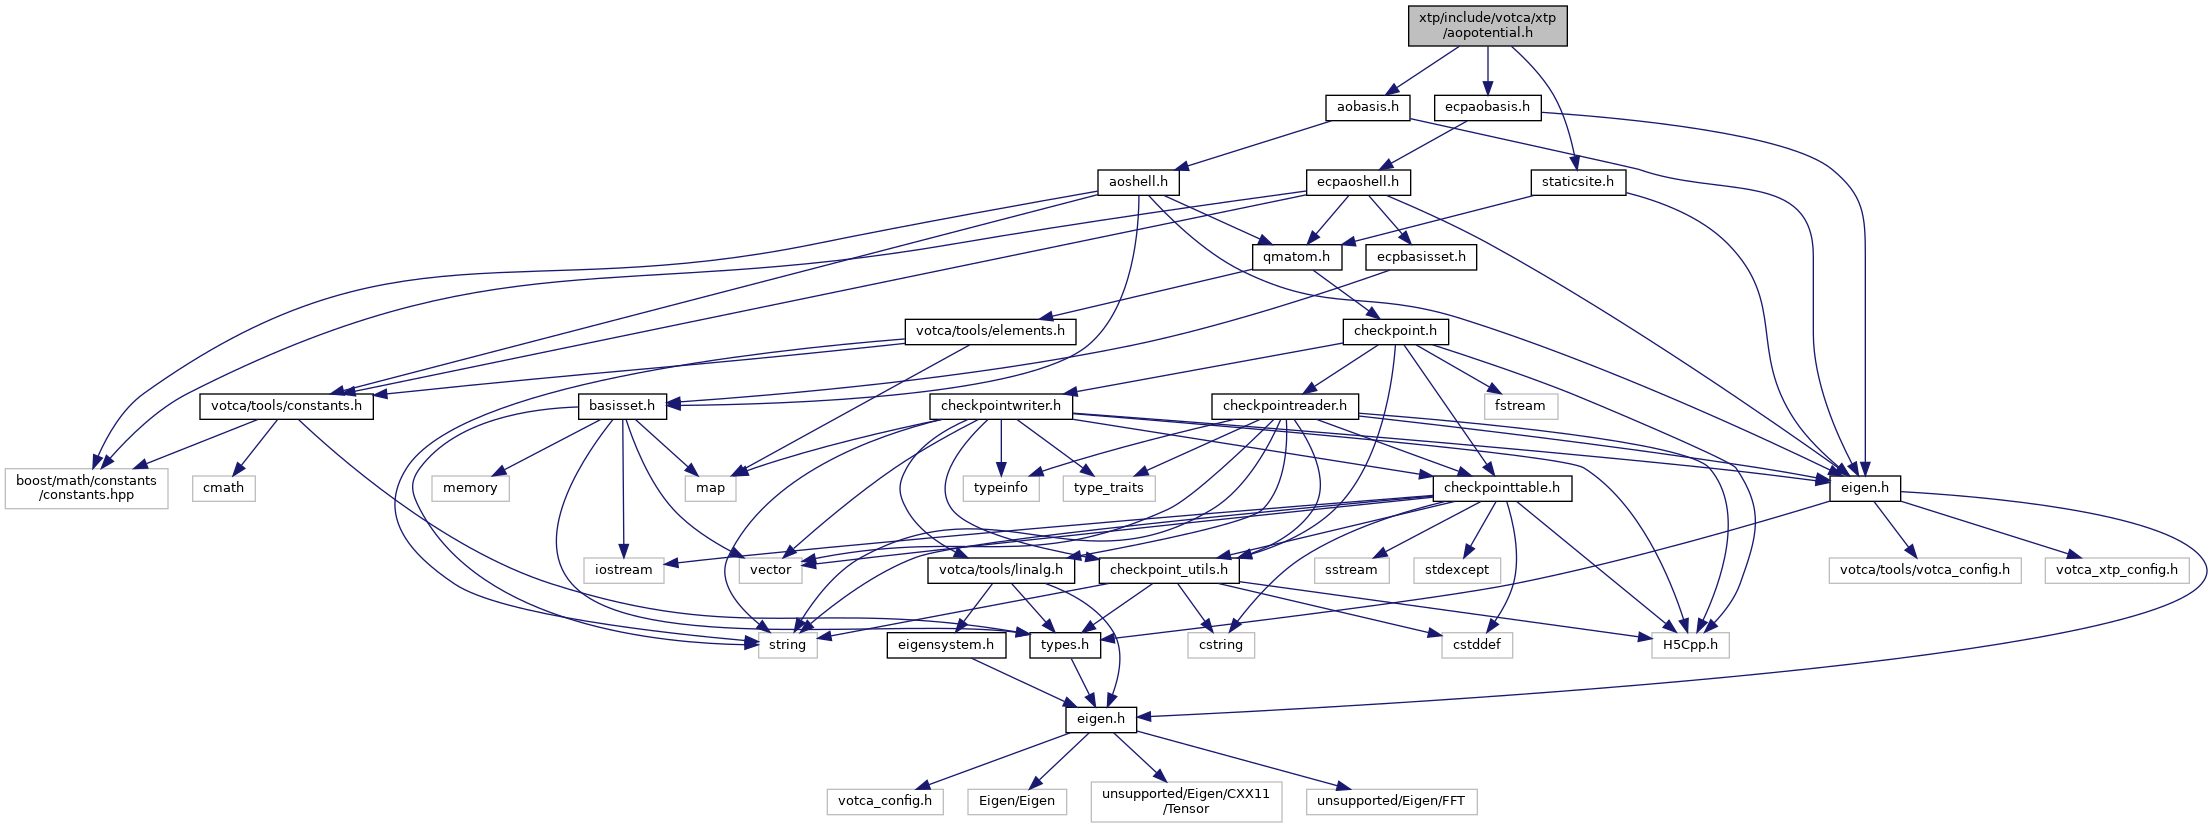 xtp/include/votca/xtp
/aopotential.h
aobasis.h
ecpaobasis.h
aoshell.h
ecpaoshell.h
staticsite.h
qmatom.h
ecpbasisset.h
votca/tools/elements.h
checkpoint.h
votca/tools/constants.h
basisset.h
checkpointwriter.h
checkpointreader.h
fstream
boost/math/constants
/constants.hpp
cmath
memory
map
typeinfo
type_traits
checkpointtable.h
eigen.h
iostream
vector
votca/tools/linalg.h
checkpoint_utils.h
sstream
stdexcept
votca/tools/votca_config.h
votca_xtp_config.h
string
eigensystem.h
types.h
cstring
cstddef
H5Cpp.h
eigen.h
votca_config.h
Eigen/Eigen
unsupported/Eigen/CXX11
/Tensor
unsupported/Eigen/FFT